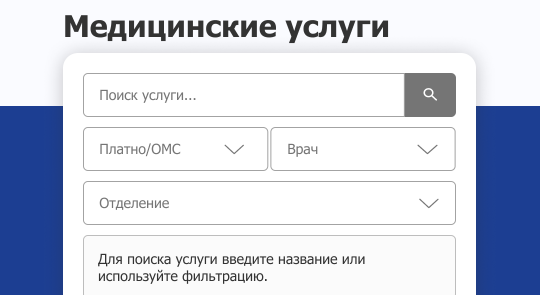 Медицинские услуги
Поиск услуги...
Платно/ОМС
Врач
Отделение
Для поиска услуги введите название или
используйте фильтрацию.